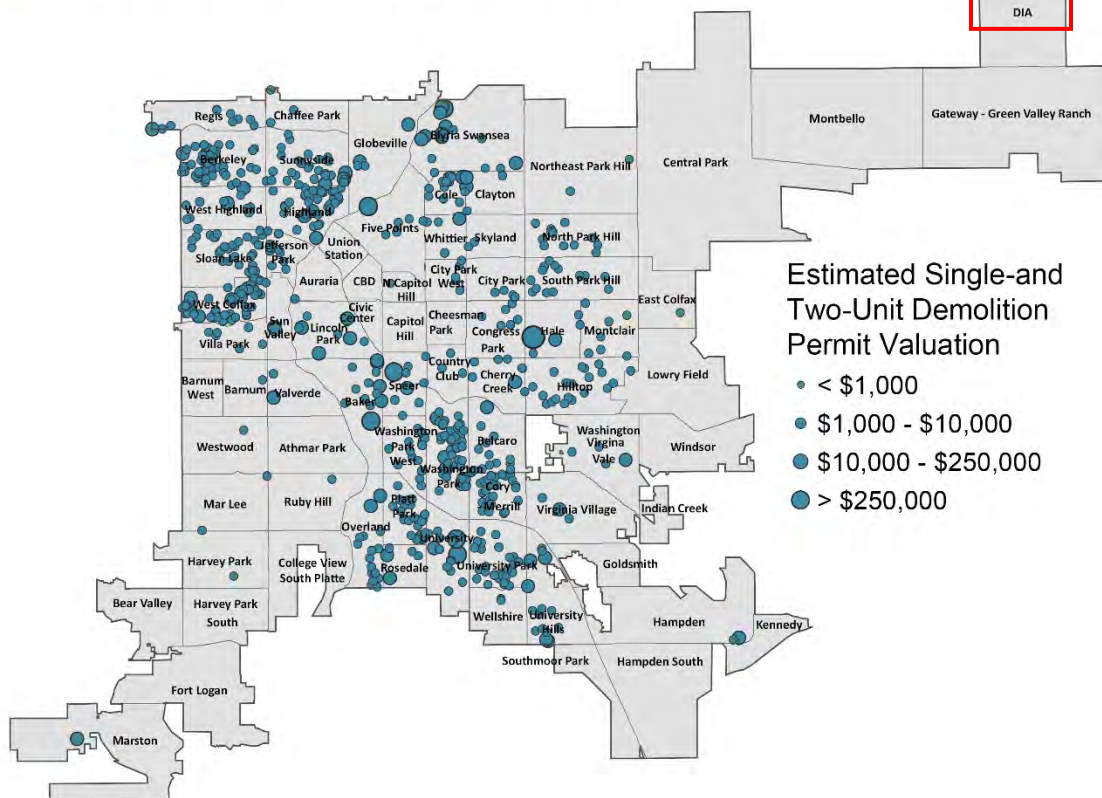 DIA
Montbello
Gateway - Green Valley Ranch
Regis
Chaffee Park
Globeville
Elyria Swansea
Berkeley
Sunnyside
Northeast Park Hill
Central Park
West Highland
Highland
Cole
Clayton
Five Points
Whittier
Skyland
North Park Hill
Sloan Lake
Jefferson
Park
Union
Station
Auraria
CBD
N Capitol
Hill
City Park
West
City Park
South Park Hill
West Colfax
Sun
Valley
Lincoln
Park
Civic
Center
Capitol
Hill
Cheesman
Park
Congress
Park
Hale
Montclair
East Colfax
Villa Park
Barnum
West
Barnum
Valverde
Baker
Speer
Country
Club
Cherry
Creek
Hilltop
Lowry Field
Westwood
Athmar Park
Washington
Park
West
Washington
Park
Belcaro
Washington
Virgina
Vale
Windsor
Mar Lee
Ruby Hill
Overland
Platt
Park
Cory
Merrill
Virginia Village
Indian Creek
Harvey Park
College View
South Platte
Rosedale
University
University Park
Goldsmith
Bear Valley
Harvey Park
South
Wellshire
University
Hills
Hampden
Kennedy
Southmoor Park
Hampden South
Fort Logan
Marston
Estimated Single-and
Two-Unit Demolition
Permit Valuation
< $1,000
$1,000 - $10,000
$10,000 - $250,000
> $250,000